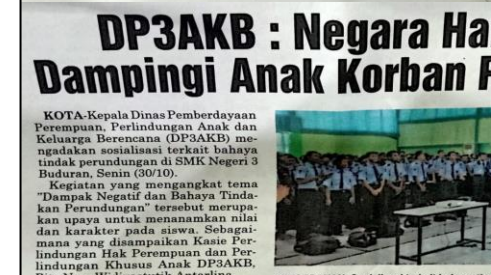 DP3AKB : Negara Ha
Dampingi Anak Korban
KOTA-Kepala Dinas Pemberdayaan
Perempuan, Perlindungan Anak dan
Keluarga Berencana (DP3AKB) me-
ngadakan sosialisasi terkait bahaya
tindak perundungan di SMK Negeri 3
Buduran, Senin (30/10).
Kegiatan yang mengangkat tema
"Dampak Negatif dan Bahaya Tinda-
kan Perundungan" tersebut merupa-
kan upaya untuk menanamkan nilai
dan karakter pada siswa. Sebagai-
mana yang disampaikan Kasie Per-
lindungan Hak Perempuan dan Per-
lindungan Khusus Anak DP3AKB,